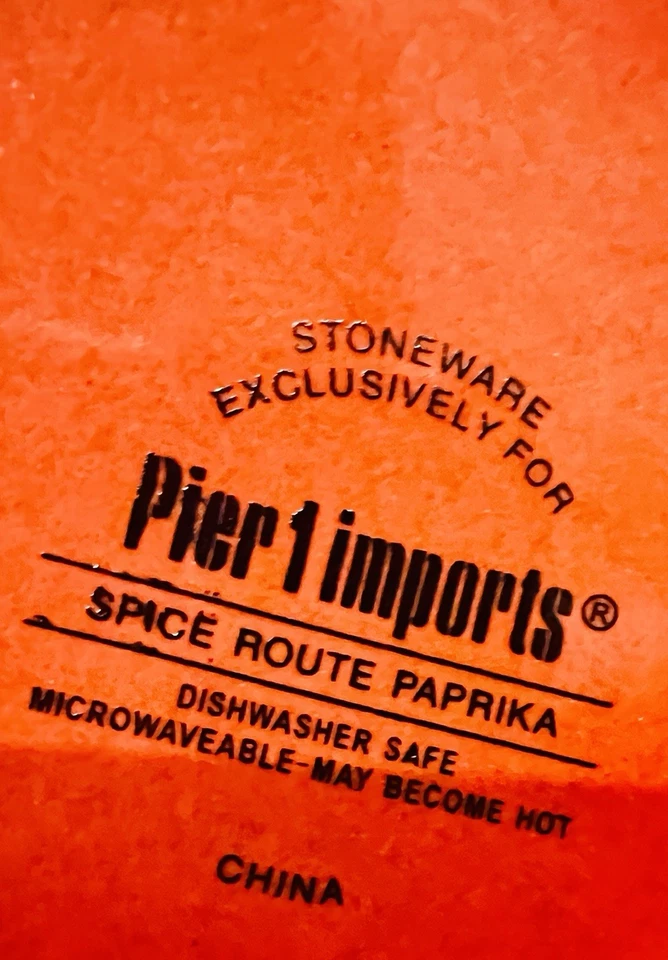 STONEWARE
EXCLUSIVELY FOR
Pier 1 imports®
SPICE ROUTE PAPRIKA
DISHWASHER SAFE
MICROWAVEABLE-MAY BECOME HOT
CHINA